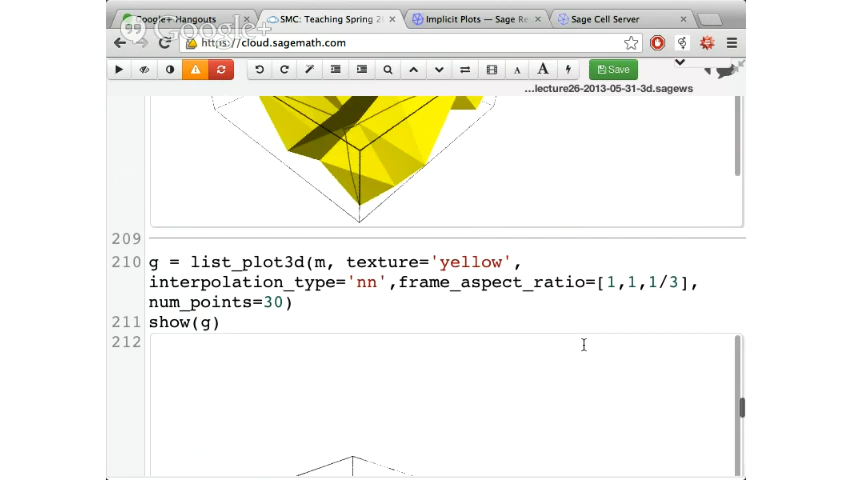 Google+ Hangouts
SMC: Teaching Spring 2
Implicit Plots — Sage Re
Sage Cell Server
Google+
https://cloud.sagemath.com
A
A
Save
...lecture26-2013-05-31-3d.sagews
209
210 g = list_plot3d(m, texture='yellow',
interpolation_type='nn',frame_aspect_ratio=[1,1,1/3],
num_points=30)
211 show(g)
212